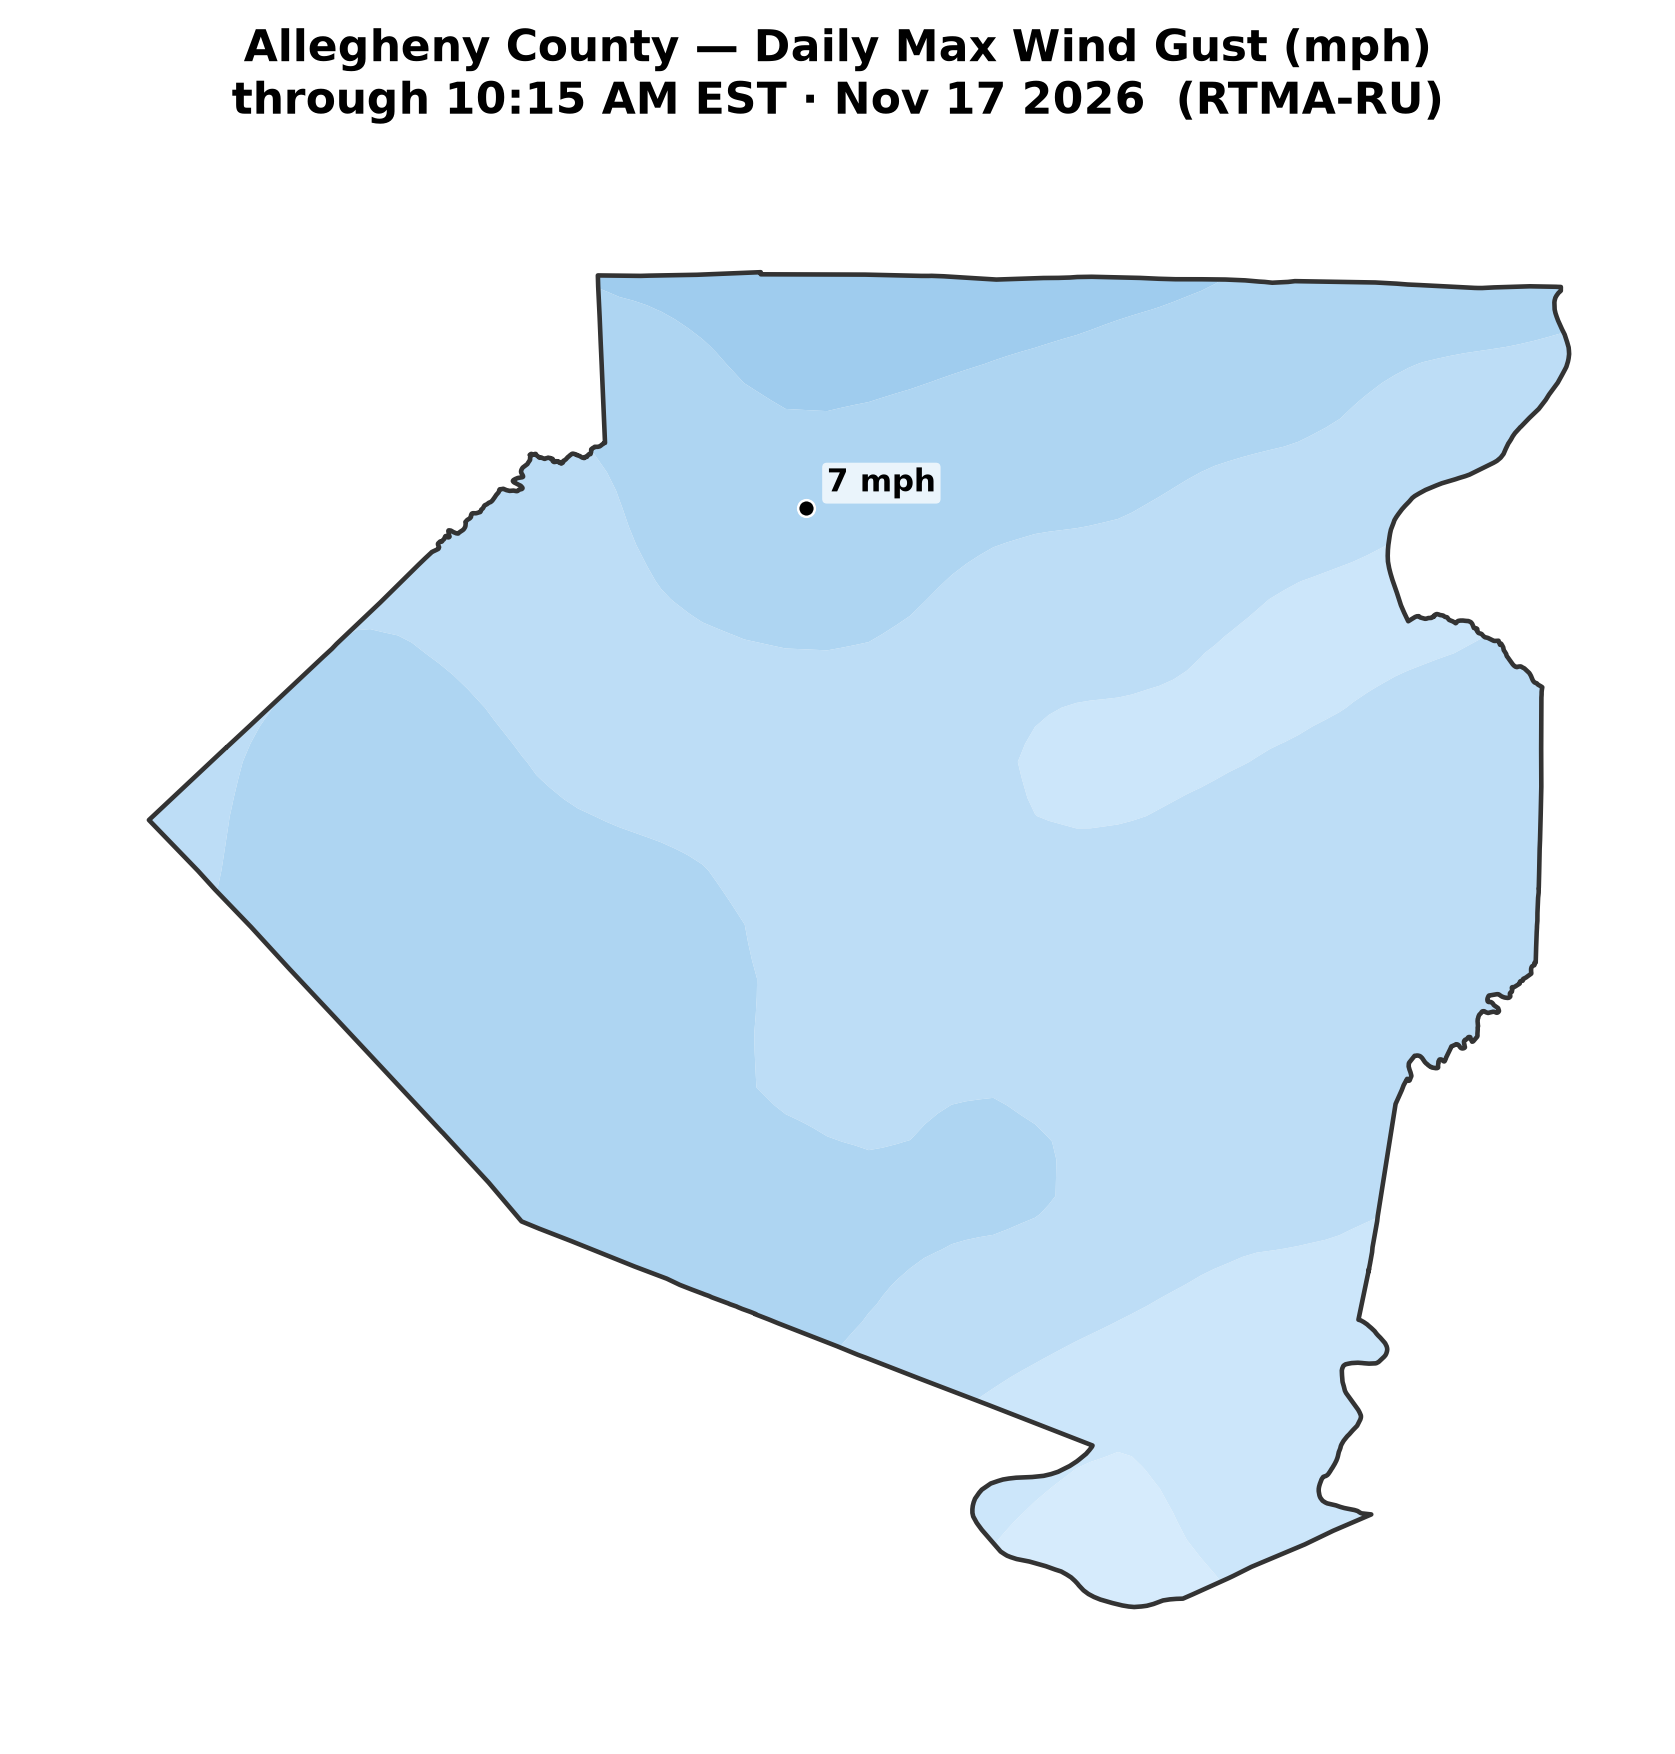 Allegheny County — Daily Max Wind Gust (mph)
through 10:15 AM EST · Nov 17 2026  (RTMA-RU)
7 mph